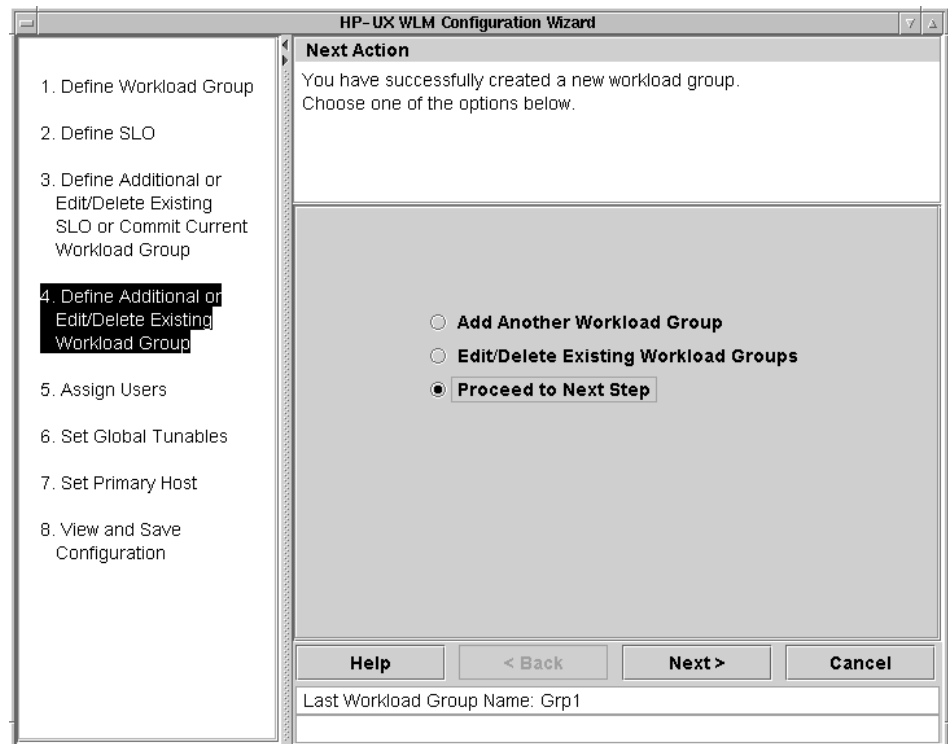 HP-UX WLM Configuration Wizard
1. Define Workload Group
2. Define SLO
3. Define Additional or
Edit/Delete Existing
SLO or Commit Current
Workload Group
4. Define Additional or
Edit/Delete Existing
Workload Group
5. Assign Users
6. Set Global Tunables
7. Set Primary Host
8. View and Save
Configuration
Next Action
You have successfully created a new workload group.
Choose one of the options below.
Add Another Workload Group
Edit/Delete Existing Workload Groups
Proceed to Next Step
Help
< Back
Next >
Cancel
Last Workload Group Name: Grp1